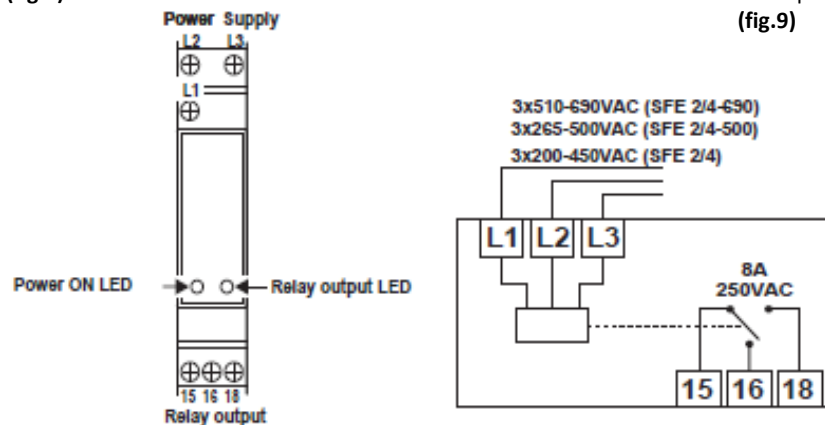 (fig.9)
Power Supply
L2 L3
L1
Power ON LED
Relay output LED
15 16 18
Relay output
3x510-690VAC (SFE 2/4-690)
3x265-500VAC (SFE 2/4-500)
3x200-450VAC (SFE 2/4)
L1 L2 L3
8A
250VAC
15 16 18